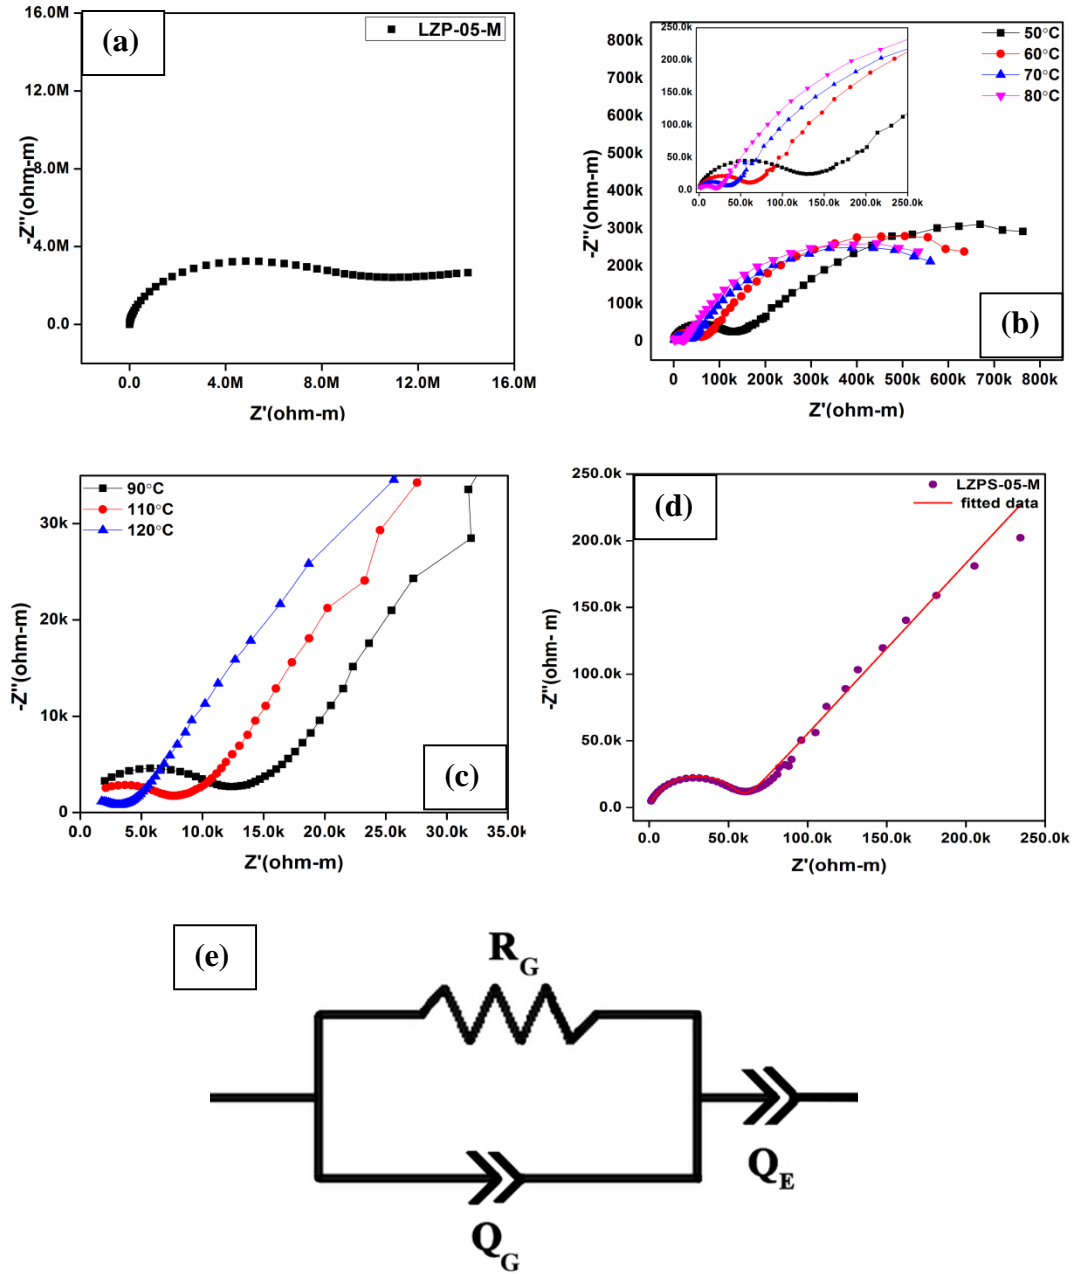 (a)
LZP-05-M
16.0M
12.0M
8.0M
4.0M
0.0
-Z''(ohm-m)
0.0 4.0M 8.0M 12.0M 16.0M
Z'(ohm-m)
(b)
50°C
60°C
70°C
80°C
800k
700k
600k
500k
400k
300k
200k
100k
0
-Z''(ohm-m)
0 100k 200k 300k 400k 500k 600k 700k 800k
Z'(ohm-m)
250.0k
200.0k
150.0k
100.0k
50.0k
0.0
0.0 50.0k 100.0k 150.0k 200.0k 250.0k
(c)
90°C
110°C
120°C
30k
20k
10k
0
-Z''(ohm-m)
0.0 5.0k 10.0k 15.0k 20.0k 25.0k 30.0k 35.0k
Z'(ohm-m)
(d)
LZPS-05-M
fitted data
250.0k
200.0k
150.0k
100.0k
50.0k
0.0
-Z''(ohm- m)
0.0 50.0k 100.0k 150.0k 200.0k 250.0k
Z'(ohm-m)
(e)
R_G
Q_E
Q_G